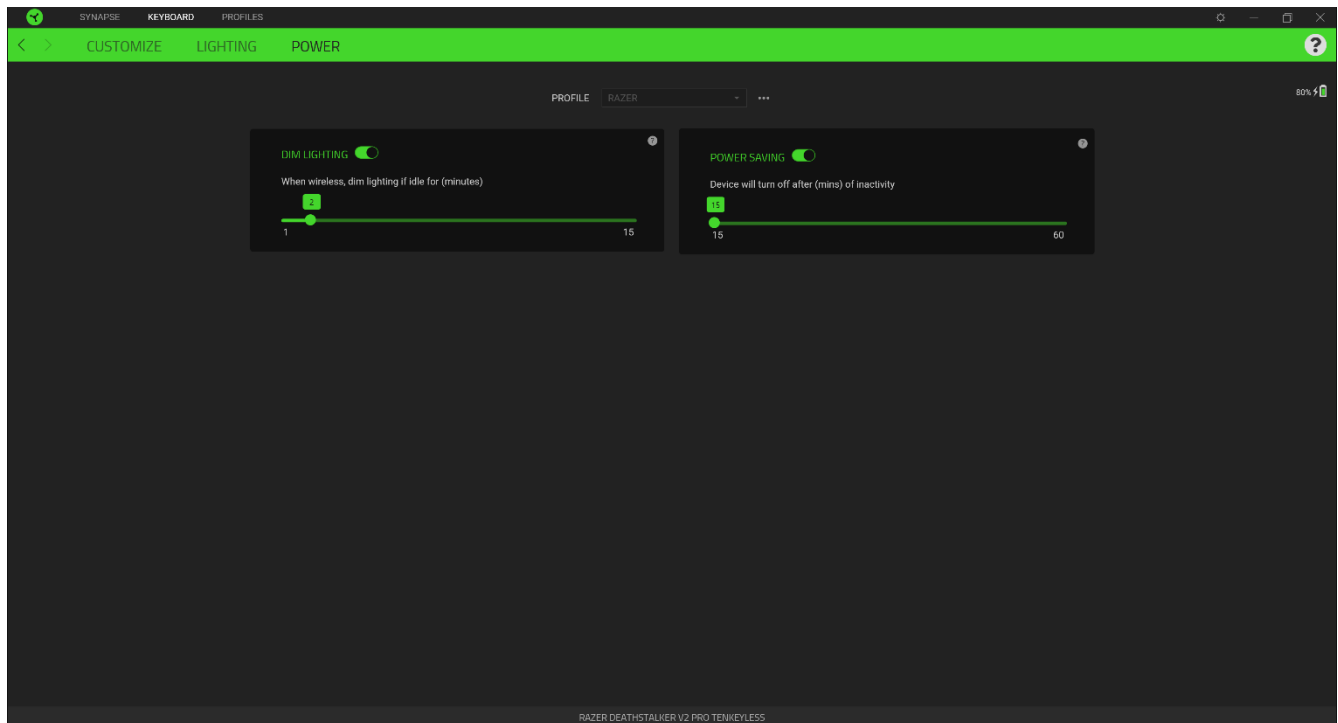 SYNAPSE KEYBOARD PROFILES
CUSTOMIZE LIGHTING POWER ?
PROFILE RAZER
80%
DIM LIGHTING ?
When wireless, dim lighting if idle for (minutes)
2
1 15
POWER SAVING ?
Device will turn off after (mins) of inactivity
15
15 60
RAZER DEATHSTALKER V2 PRO TENKEYLESS